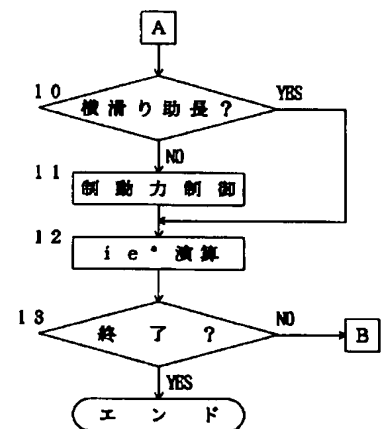 A
10
横滑り助長?
YES
NO
11
制動力制御
12
ie*演算
13
終了?
NO
B
YES
エンド